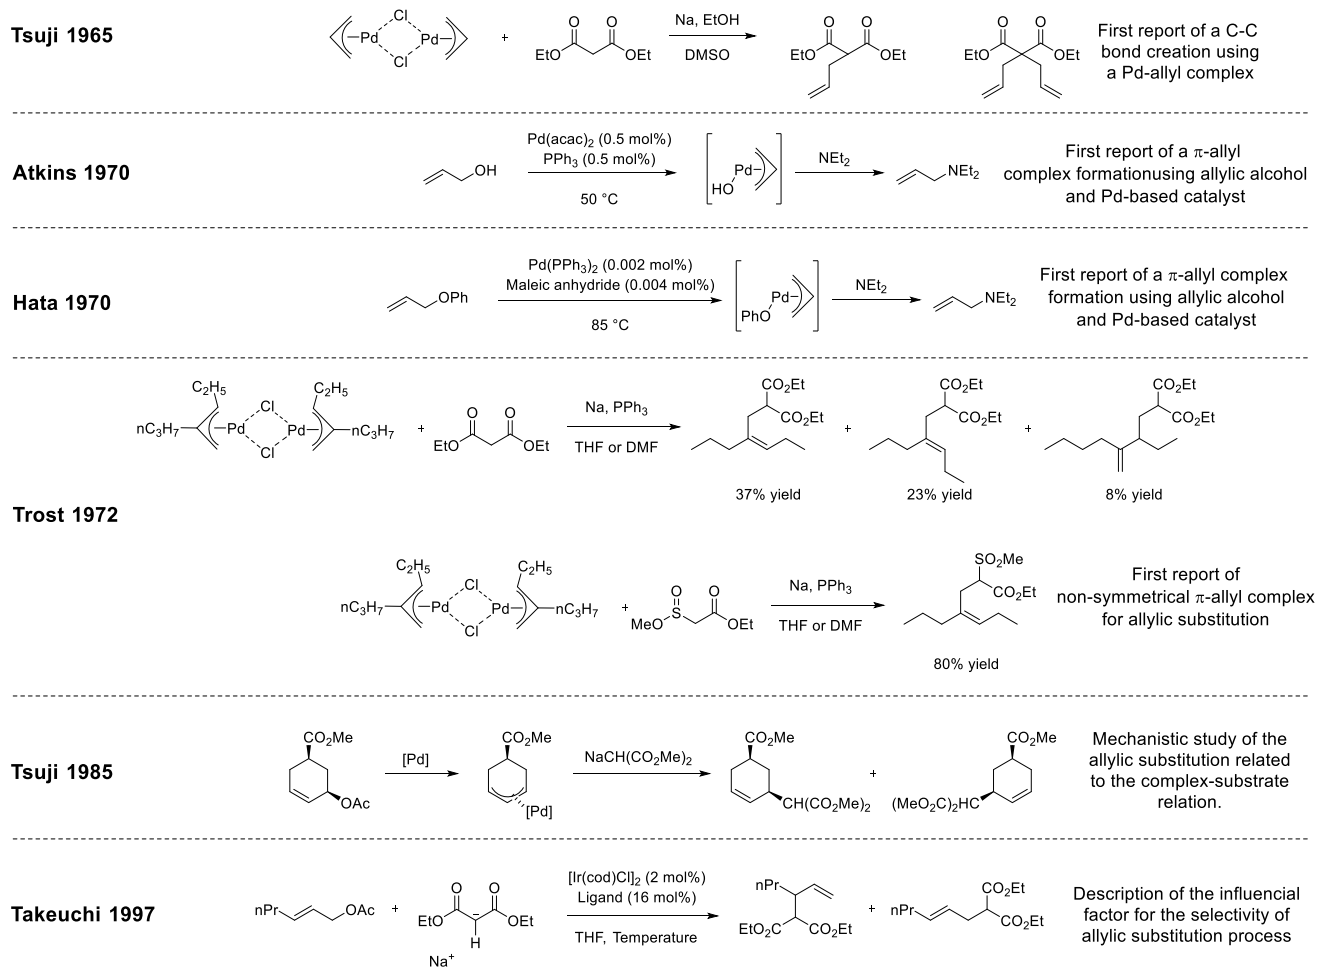 Tsuji 1965
Cl
Pd
Pd
Cl
+
O O
EtO OEt
Na, EtOH
DMSO
O O
EtO OEt
O O
EtO OEt
First report of a C-C
bond creation using
a Pd-allyl complex
Atkins 1970
OH
Pd(acac)2 (0.5 mol%)
PPh3 (0.5 mol%)
50 °C
Pd
HO
NEt2
NEt2
First report of a π-allyl
complex formationusing allylic alcohol
and Pd-based catalyst
Hata 1970
OPh
Pd(PPh3)2 (0.002 mol%)
Maleic anhydride (0.004 mol%)
85 °C
Pd
PhO
NEt2
NEt2
First report of a π-allyl complex
formation using allylic alcohol
and Pd-based catalyst
Trost 1972
C2H5
C2H5
Cl
nC3H7
Pd
Pd
nC3H7
Cl
+
O O
EtO OEt
Na, PPh3
THF or DMF
CO2Et
CO2Et
37% yield
+
CO2Et
CO2Et
23% yield
+
CO2Et
CO2Et
8% yield
C2H5
C2H5
Cl
nC3H7
Pd
Pd
nC3H7
Cl
+
O O
S
MeO OEt
Na, PPh3
THF or DMF
SO2Me
CO2Et
80% yield
First report of
non-symmetrical π-allyl complex
for allylic substitution
Tsuji 1985
CO2Me
OAc
[Pd]
CO2Me
[Pd]
NaCH(CO2Me)2
CO2Me
CH(CO2Me)2
+
CO2Me
(MeO2C)2HC
Mechanistic study of the
allylic substitution related
to the complex-substrate
relation.
Takeuchi 1997
nPr
OAc
+
O O
EtO OEt
H
Na+
[Ir(cod)Cl]2 (2 mol%)
Ligand (16 mol%)
THF, Temperature
nPr
EtO2C CO2Et
+
nPr
CO2Et
CO2Et
Description of the influencial
factor for the selectivity of
allylic substitution process